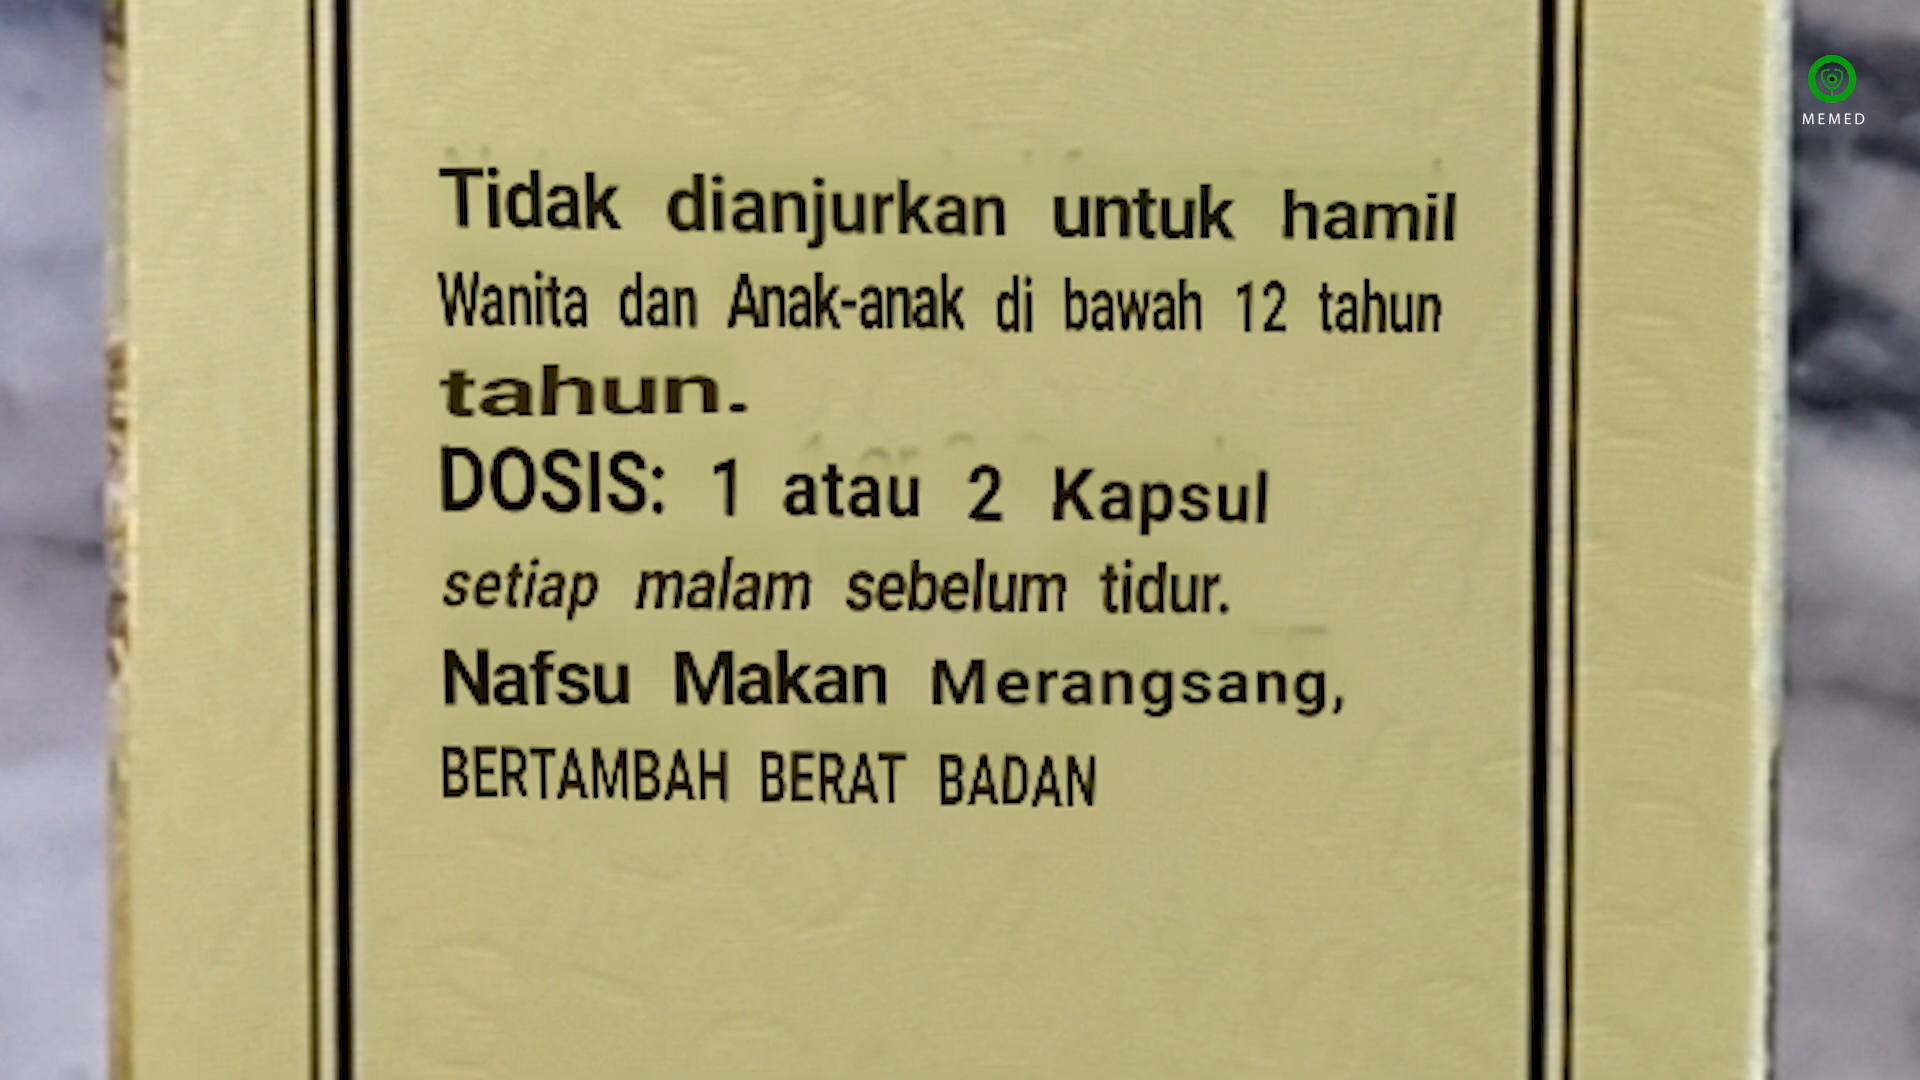 MEMED
Tidak dianjurkan untuk hamil
Wanita dan Anak-anak di bawah 12 tahun
tahun.
DOSIS: 1 atau 2 Kapsul
setiap malam sebelum tidur.
Nafsu Makan Merangsang,
BERTAMBAH BERAT BADAN